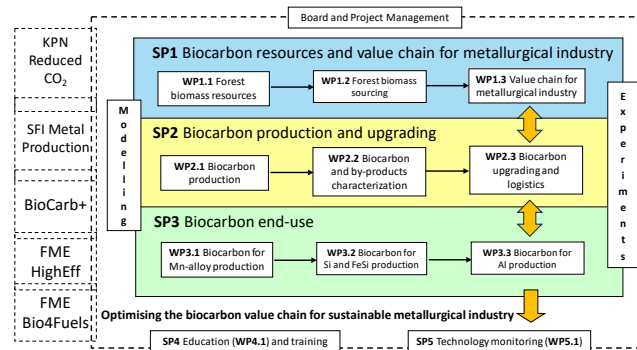 Board and Project Management
KPN
Reduced
CO2
SFI Metal
Production
BioCarb+
FME
HighEff
FME
Bio4Fuels
Modelling
SP1 Biocarbon resources and value chain for metallurgical industry
WP1.1 Forest
biomass resources
WP1.2 Forest biomass
sourcing
WP1.3 Value chain for
metallurgical industry
SP2 Biocarbon production and upgrading
WP2.1 Biocarbon
production
WP2.2 Biocarbon
and by-products
characterization
WP2.3 Biocarbon
upgrading and
logistics
SP3 Biocarbon end-use
WP3.1 Biocarbon for
Mn-alloy production
WP3.2 Biocarbon for
Si and FeSi production
WP3.3 Biocarbon for
Al production
Experiments
Optimising the biocarbon value chain for sustainable metallurgical industry
SP4 Education (WP4.1) and training
SP5 Technology monitoring (WP5.1)